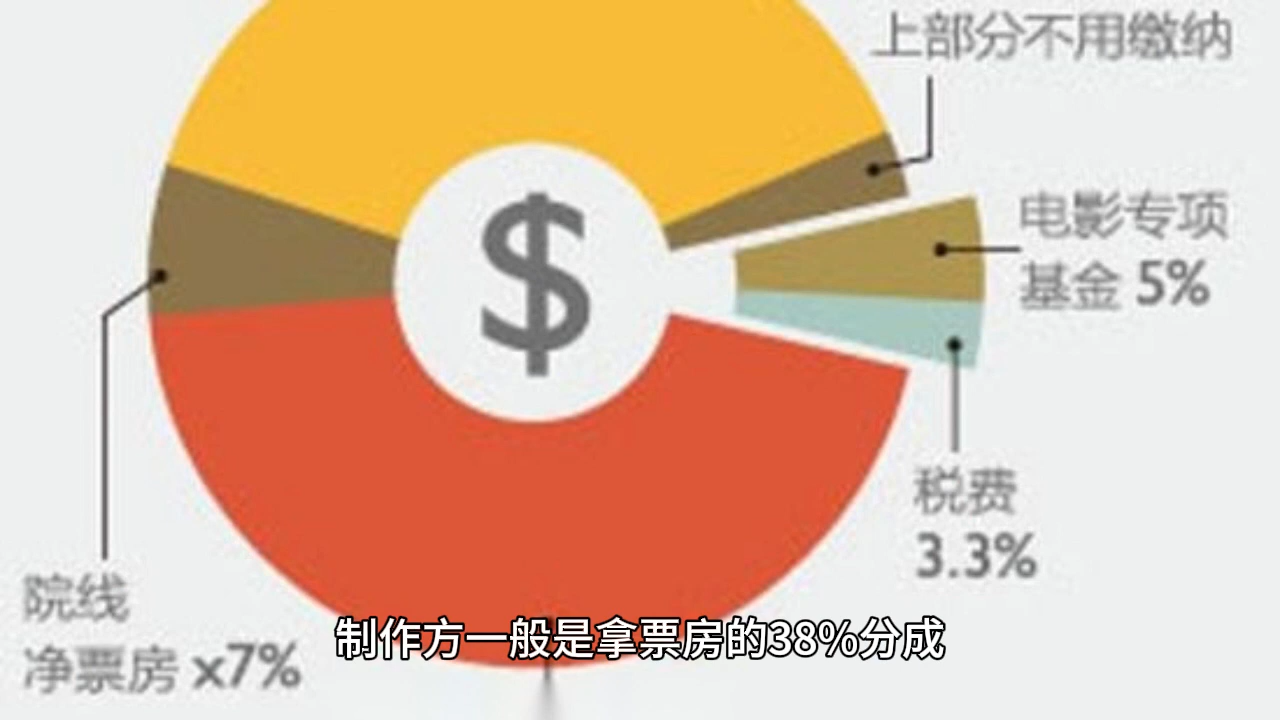 上部分不用缴纳
电影专项
基金 5%
$
税费
3.3%
院线
净票房 x7%
制作方一般是拿票房的38%分成